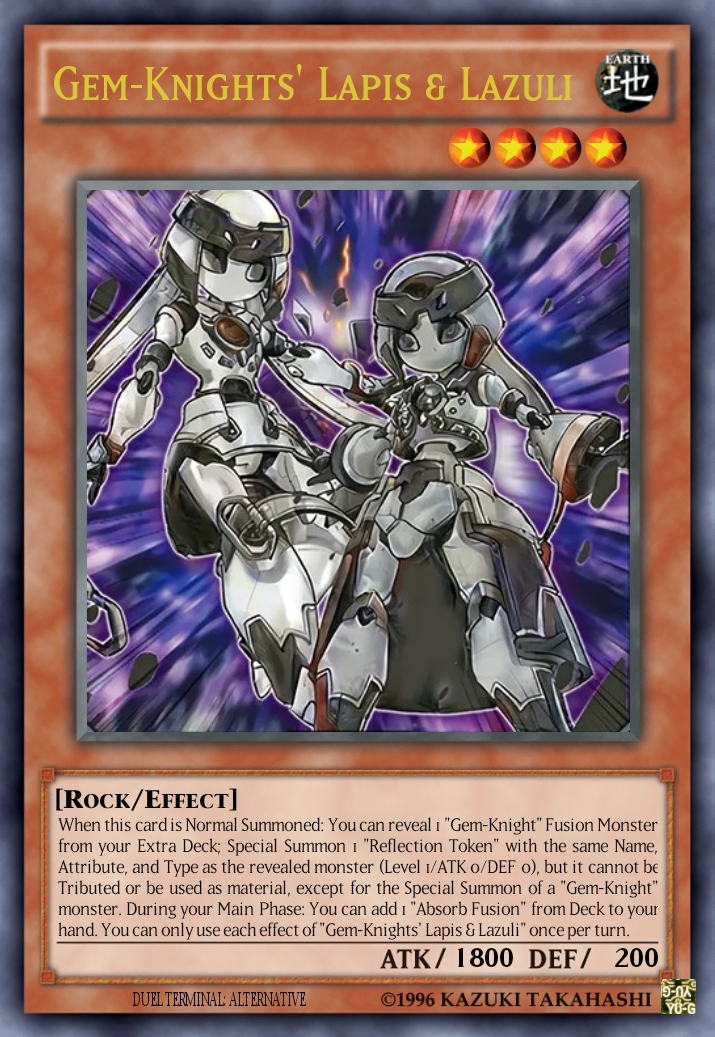 GEM-KNIGHTS' LAPIS & LAZULI
EARTH
地
[ROCK/EFFECT]
When this card is Normal Summoned: You can reveal 1 "Gem-Knight" Fusion Monster
from your Extra Deck; Special Summon 1 "Reflection Token" with the same Name,
Attribute, and Type as the revealed monster (Level 1/ATK 0/DEF 0), but it cannot be
Tributed or be used as material, except for the Special Summon of a "Gem-Knight"
monster. During your Main Phase: You can add 1 "Absorb Fusion" from Deck to your
hand. You can only use each effect of "Gem-Knights' Lapis & Lazuli" once per turn.
ATK/ 1800 DEF/ 200
DUEL TERMINAL: ALTERNATIVE ©1996 KAZUKI TAKAHASHI